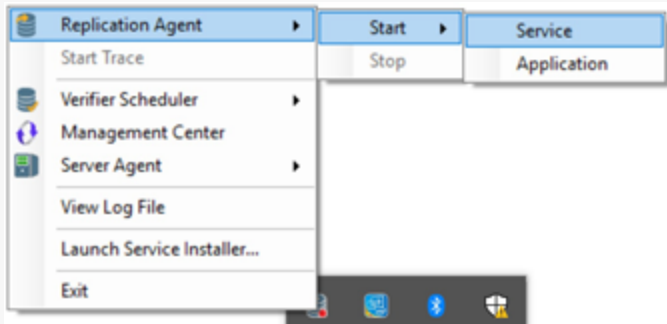 Replication Agent
Start
Service
Start Trace
Stop
Application
Verifier Scheduler
Management Center
Server Agent
View Log File
Launch Service Installer...
Exit